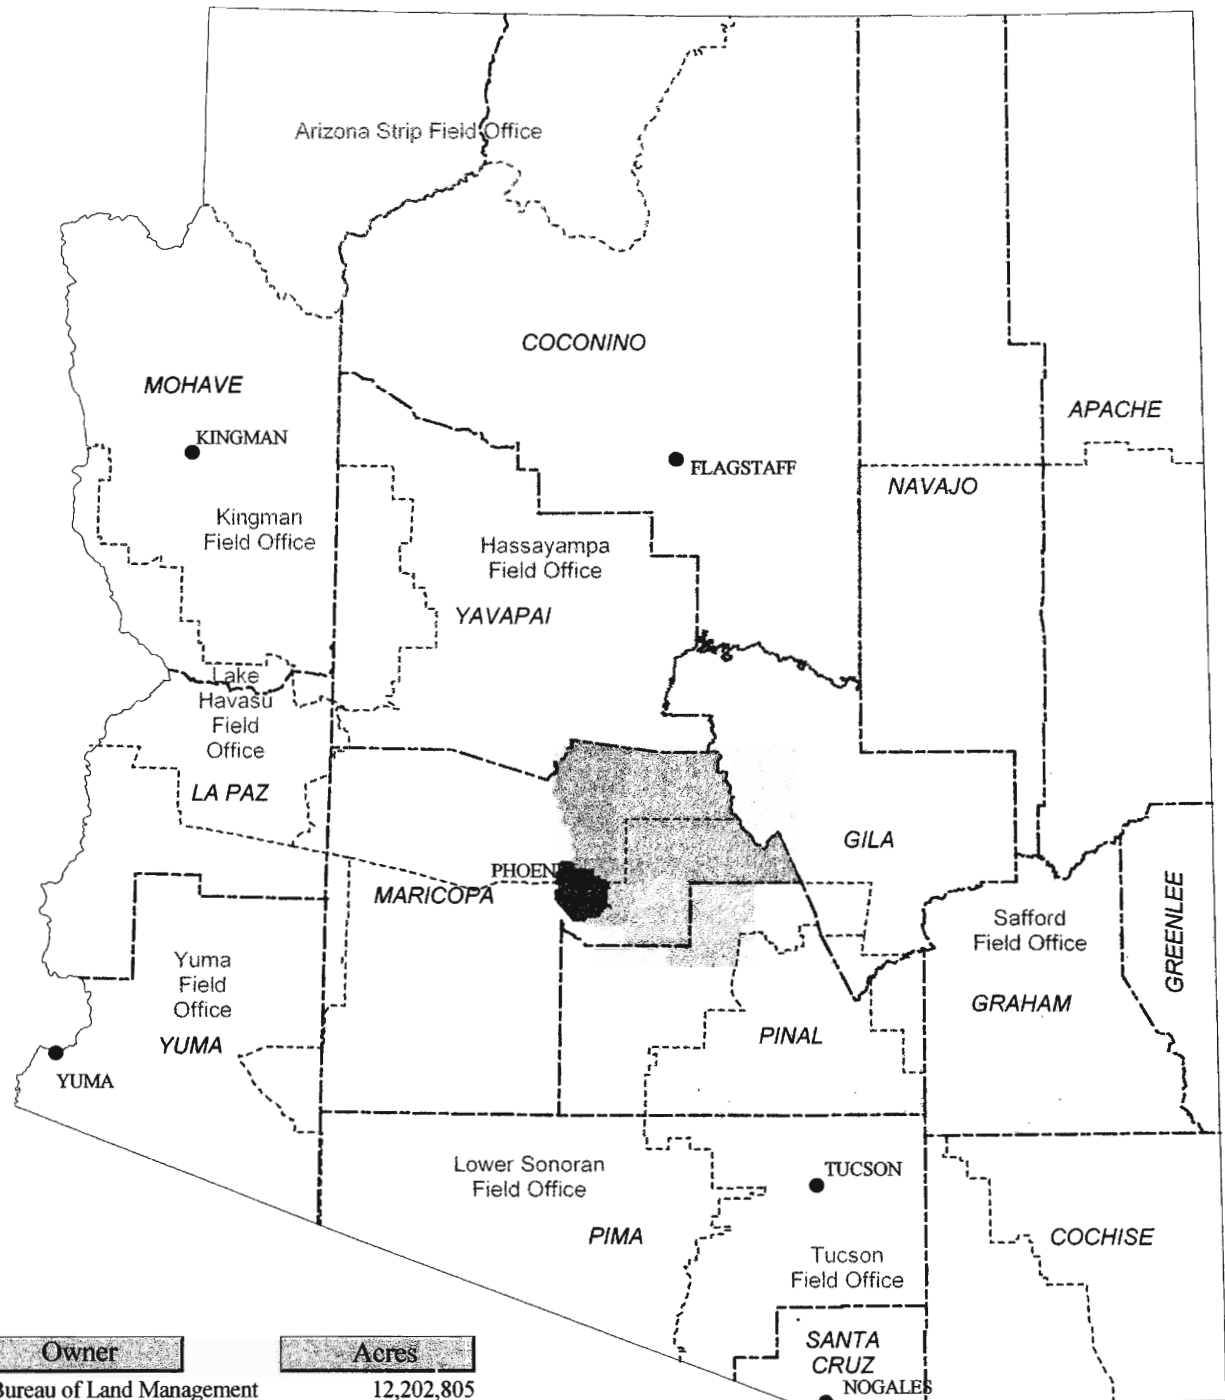 Arizona Strip Field Office
COCONINO
MOHAVE
APACHE
KINGMAN
FLAGSTAFF
NAVAJO
Kingman
Field Office
Hassayampa
Field Office
YAVAPAI
Lake
Havasu
Field
Office
LA PAZ
GILA
PHOENI
MARICOPA
GREENLEE
Safford
Field Office
Yuma
Field
Office
GRAHAM
YUMA
PINAL
YUMA
Lower Sonoran
Field Office
TUCSON
PIMA
COCHISE
Tucson
Field Office
SANTA
CRUZ
NOGALES
Owner Acres
Bureau of Land Management 12,202,805